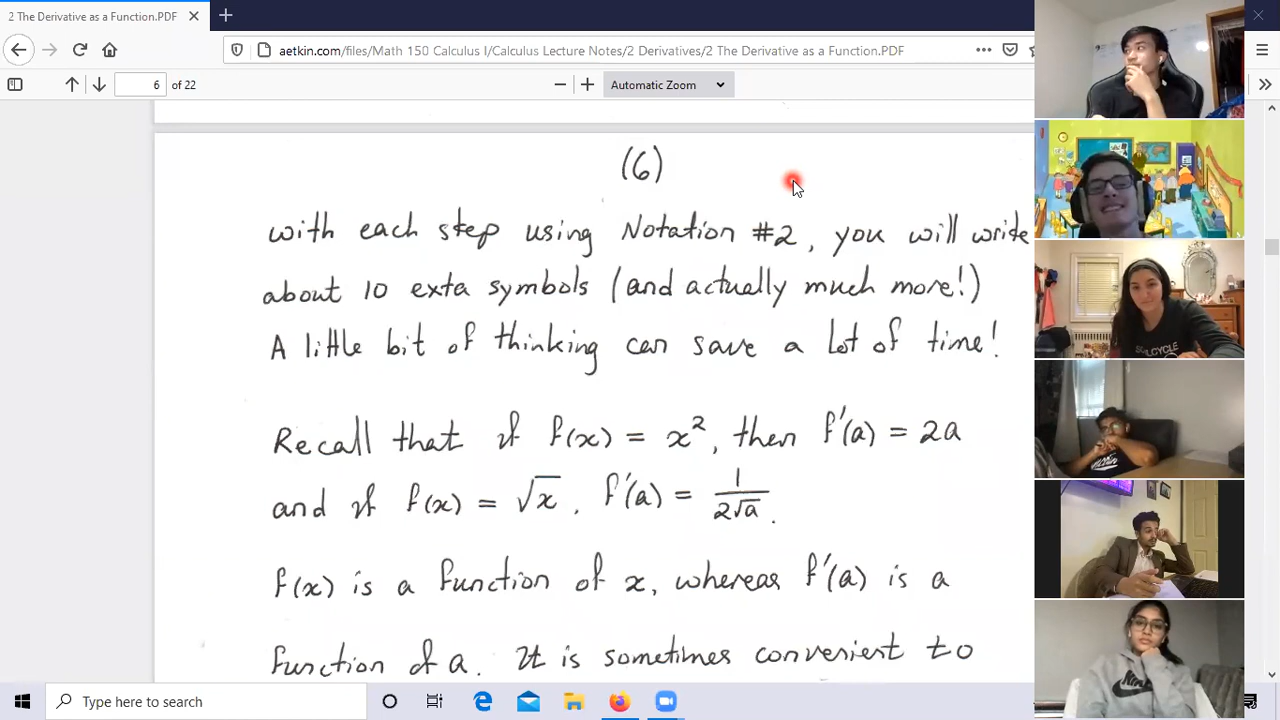 2 The Derivative as a Function.PDF
aetkin.com/files/Math 150 Calculus I/Calculus Lecture Notes/2 Derivatives/2 The Derivative as a Function.PDF
6 of 22
Automatic Zoom
(6)
with each step using Notation #2, you will write
about 10 exta symbols (and actually much more!)
A little bit of thinking can save a lot of time!
Recall that if f(x) = x², then f'(a) = 2a
and if f(x) = √x, f'(a) = 1/(2√a).
f(x) is a function of x, whereas f'(a) is a
function of a. It is sometimes convenient to
Type here to search